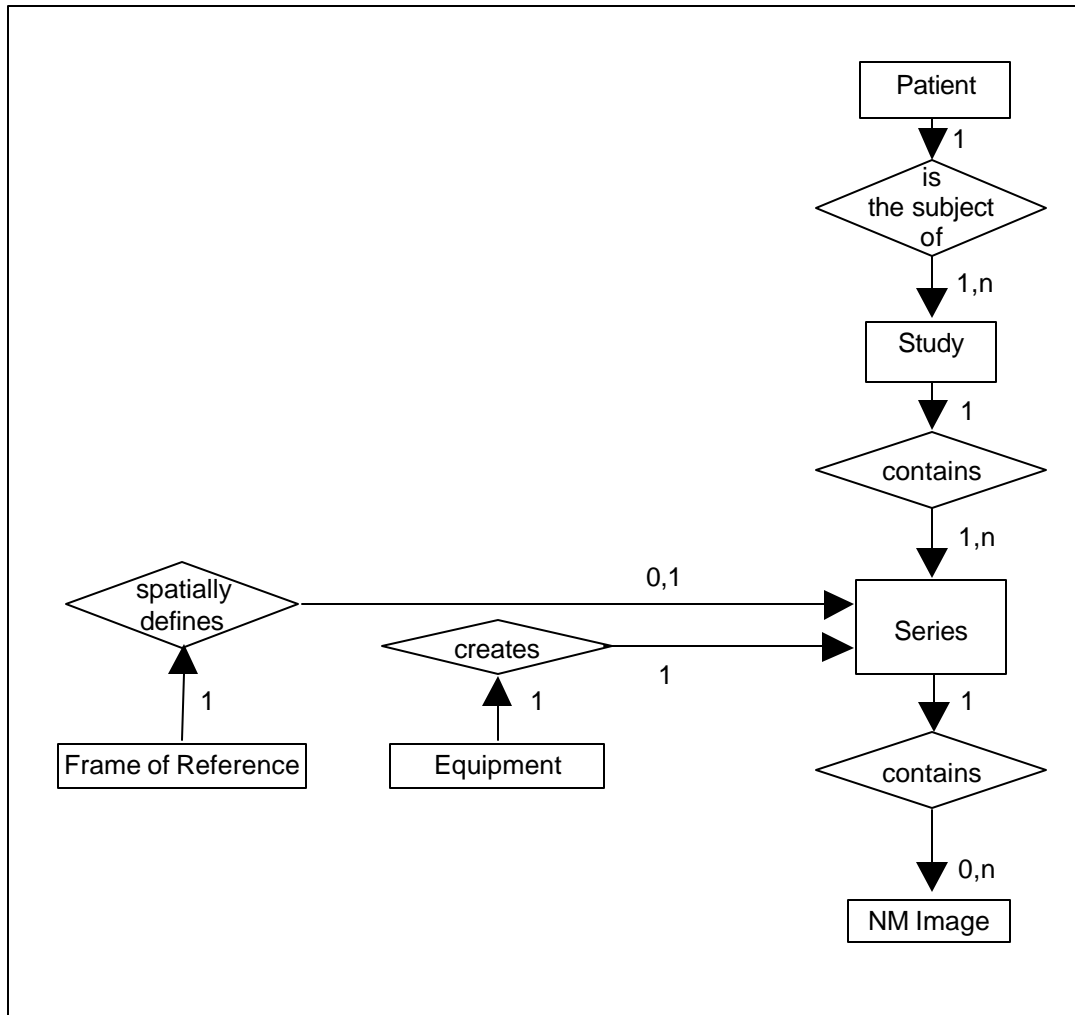 Patient
1
is
the subject
of
1,n
Study
1
contains
1,n
spatially
defines
0,1
Series
creates
1
1
1
1
Frame of Reference
Equipment
contains
0,n
NM Image